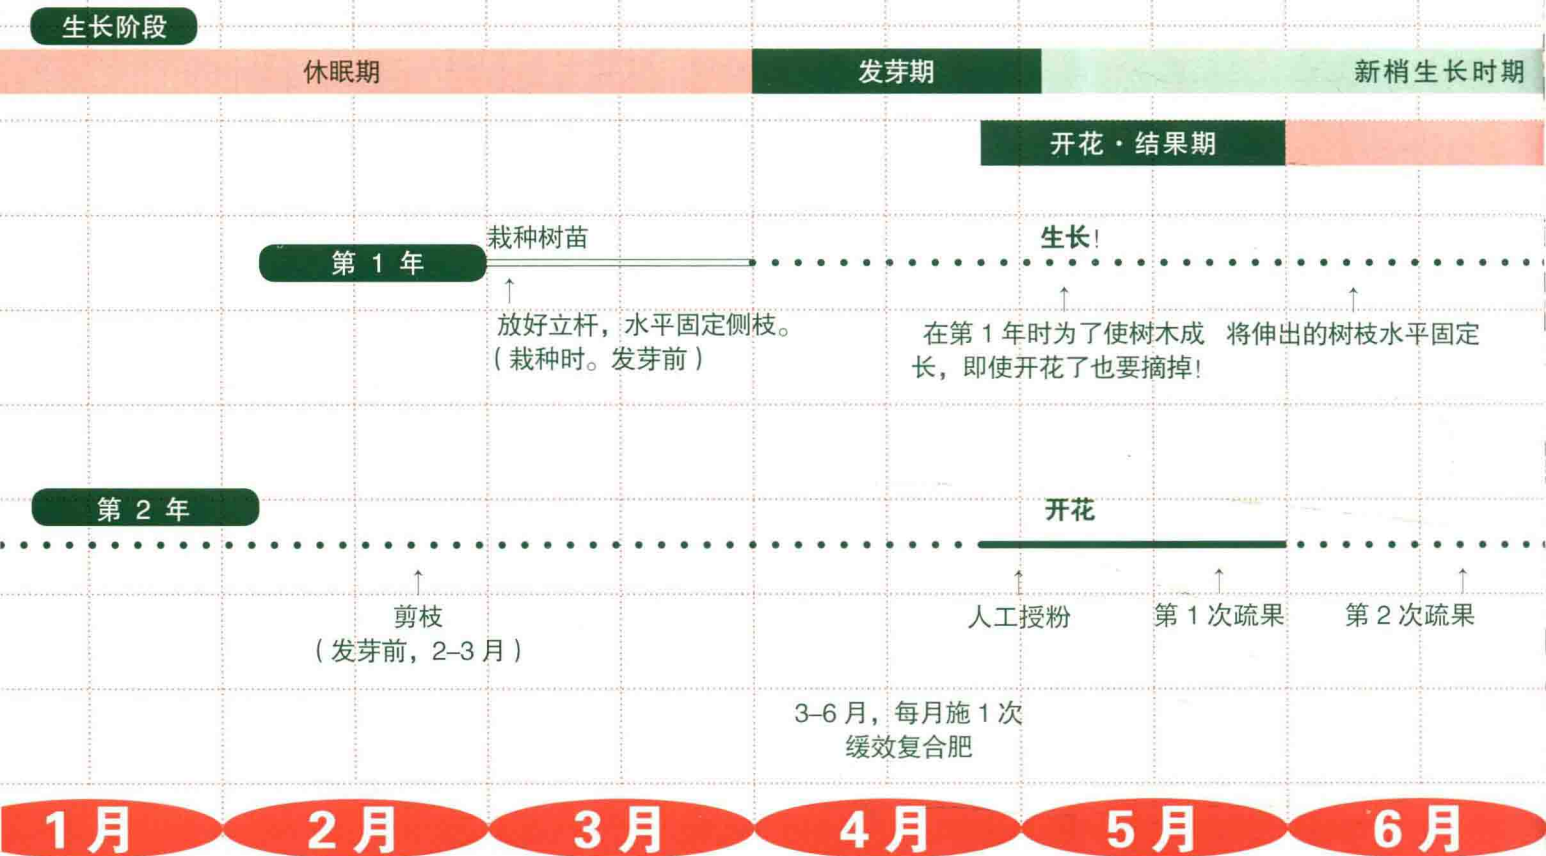 生长阶段
休眠期 发芽期 新梢生长时期
开花·结果期
栽种树苗 生长!
第 1 年
放好立杆，水平固定侧枝。
（栽种时。发芽前）
在第 1 年时为了使树木成
长，即使开花了也要摘掉!
将伸出的树枝水平固定
第 2 年 开花
剪枝
（发芽前，2–3 月）
人工授粉 第 1 次疏果 第 2 次疏果
3–6 月，每月施 1 次
缓效复合肥
1 月 2 月 3 月 4 月 5 月 6 月